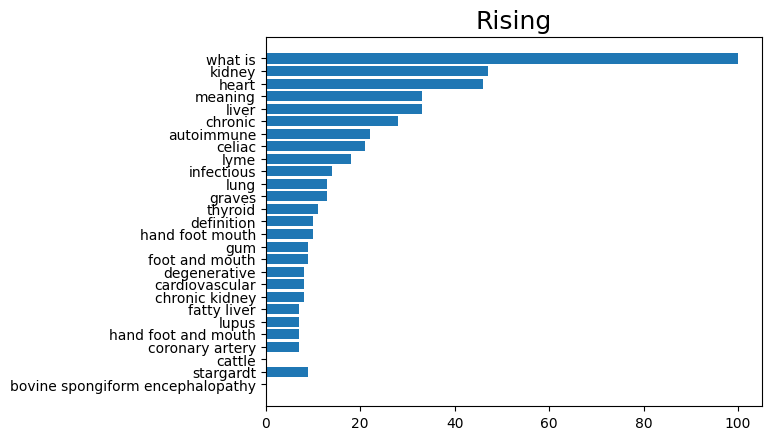 Rising
what is
kidney
heart
meaning
liver
chronic
autoimmune
celiac
lyme
infectious
lung
graves
thyroid
definition
hand foot mouth
gum
foot and mouth
degenerative
cardiovascular
chronic kidney
fatty liver
lupus
hand foot and mouth
coronary artery
cattle
stargardt
bovine spongiform encephalopathy
0 20 40 60 80 100